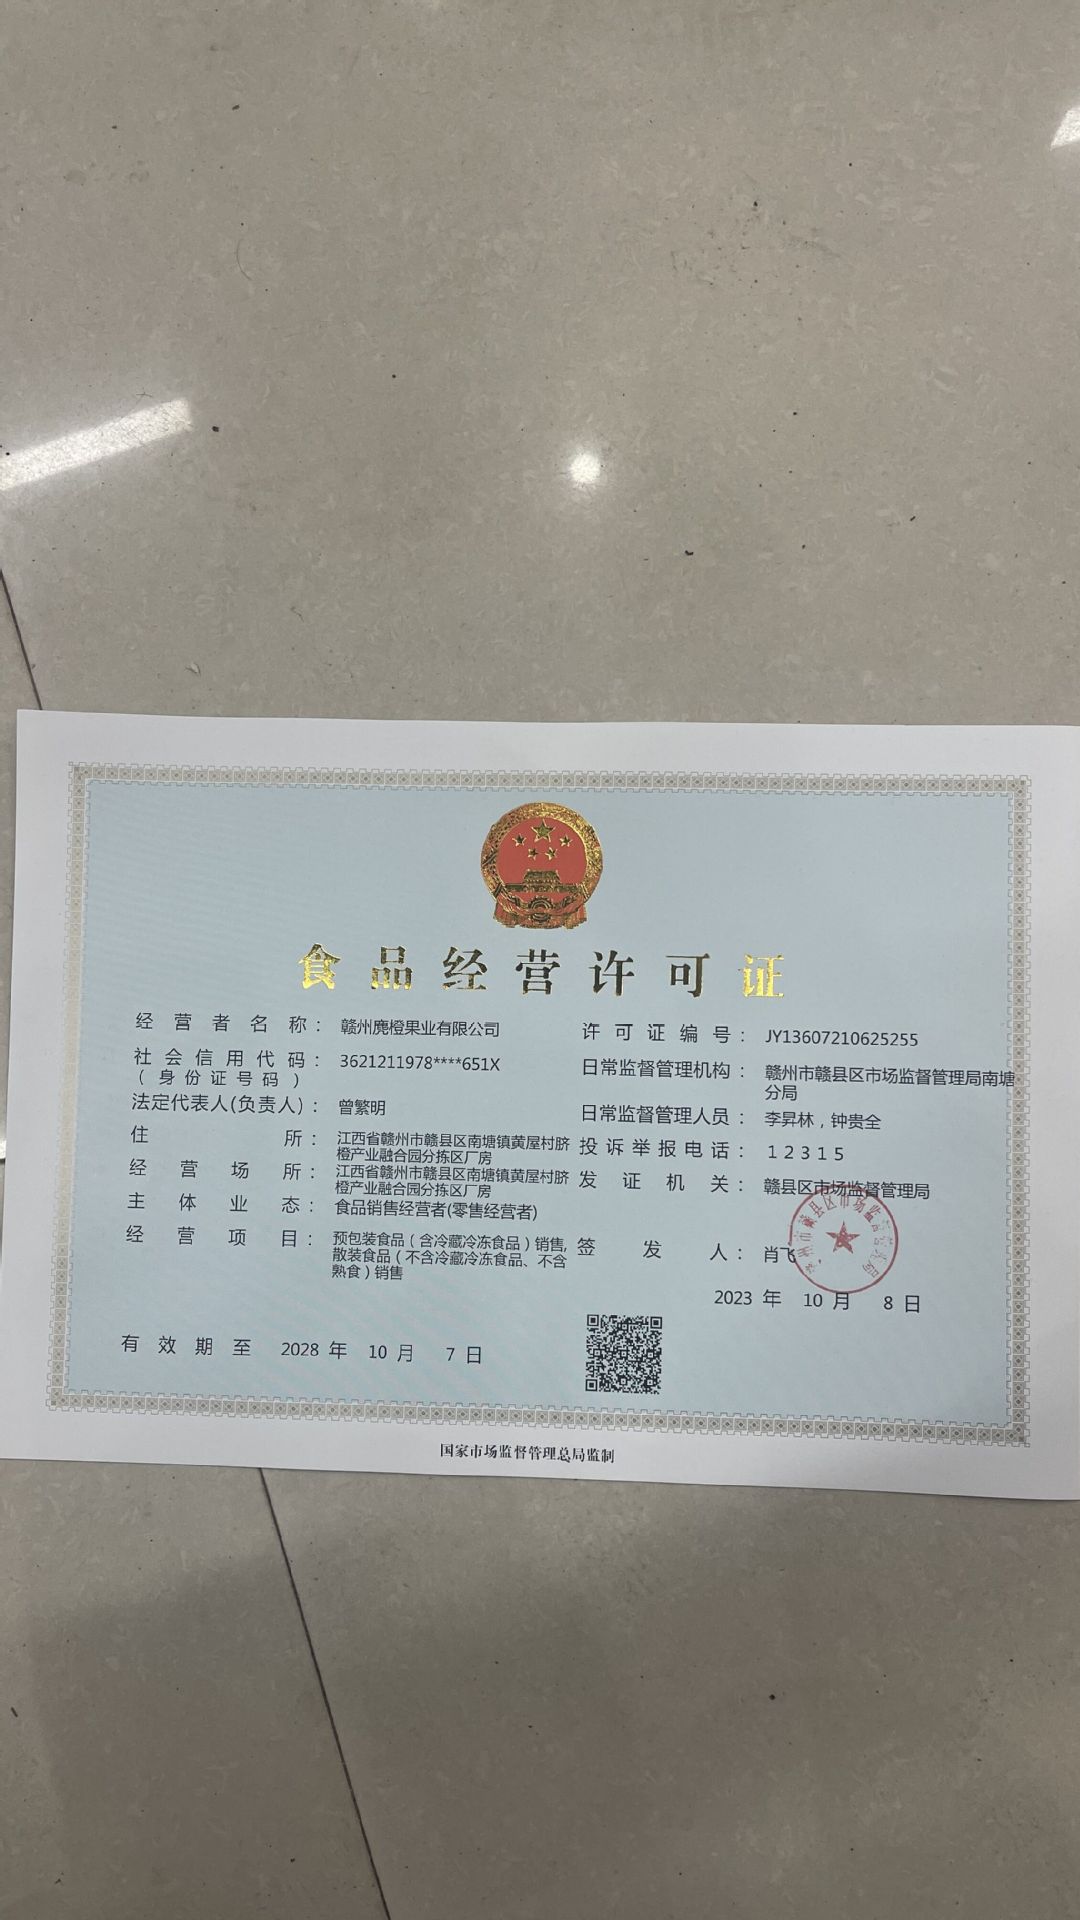 食品经营许可证
经营者名称：赣州麂橙果业有限公司
社会信用代码：3621211978****651X
（身份证号码）
法定代表人(负责人)：曾繁明
住所：江西省赣州市赣县区南塘镇黄屋村脐
橙产业融合园分拣区厂房
经营场所：江西省赣州市赣县区南塘镇黄屋村脐
橙产业融合园分拣区厂房
主体业态：食品销售经营者(零售经营者)
经营项目：预包装食品（含冷藏冷冻食品）销售,
散装食品（不含冷藏冷冻食品、不含
熟食）销售
有效期至 2028 年 10 月 7 日
许可证编号：JY13607210625255
日常监督管理机构：赣州市赣县区市场监督管理局南塘
分局
日常监督管理人员：李昇林，钟贵全
投诉举报电话：12315
发证机关：赣县区市场监督管理局
签发人：肖飞
2023 年 10 月 8 日
国家市场监督管理总局监制